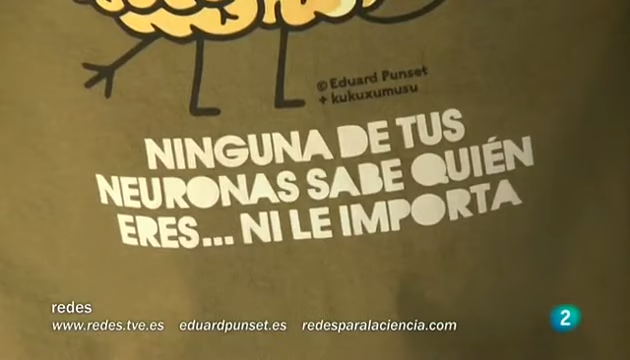 © Eduard Punset
+ kukuxumusu
NINGUNA DE TUS
NEURONAS SABE QUIÉN
ERES... NI LE IMPORTA
redes
www.redes.tve.es eduardpunset.es redesparalaciencia.com
2